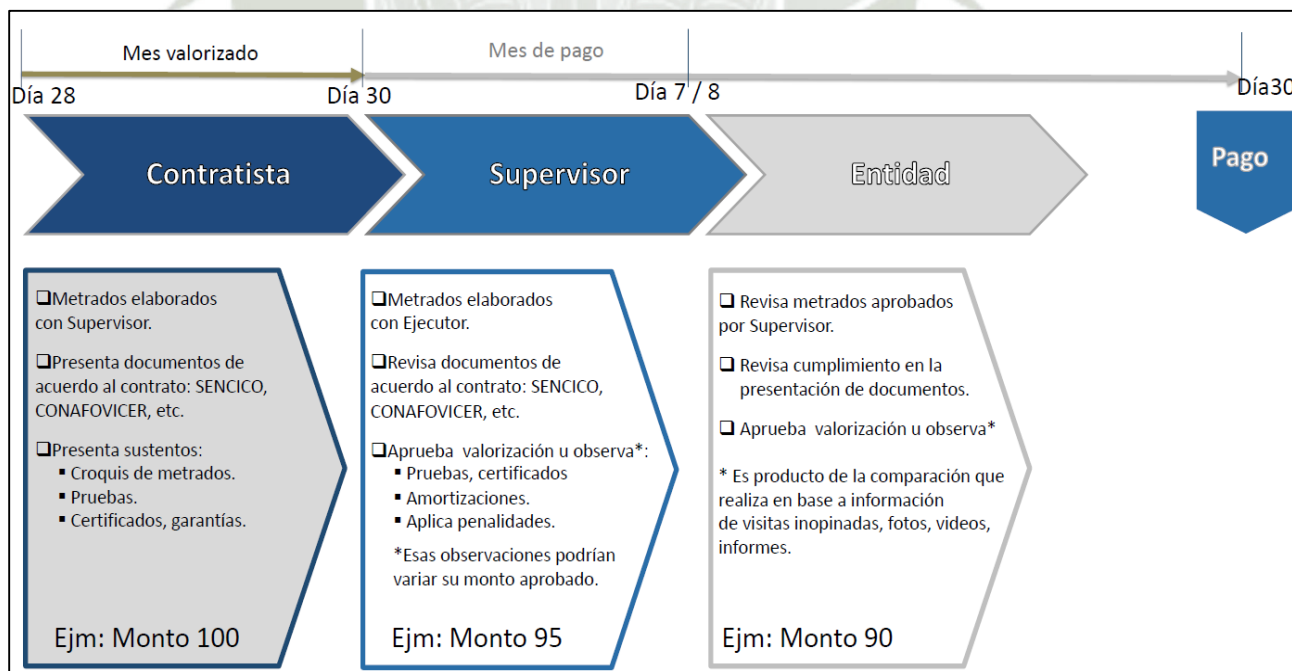 Mes valorizado
Mes de pago
Día 28
Día 30
Día 7 / 8
Día30
Contratista
Supervisor
Entidad
Pago
❑Metrados elaborados
con Supervisor.
❑Presenta documentos de
acuerdo al contrato: SENCICO,
CONAFOVICER, etc.
❑Presenta sustentos:
▪ Croquis de metrados.
▪ Pruebas.
▪ Certificados, garantías.
Ejm: Monto 100
❑Metrados elaborados
con Ejecutor.
❑Revisa documentos de
acuerdo al contrato: SENCICO,
CONAFOVICER, etc.
❑Aprueba valorización u observa*:
▪ Pruebas, certificados
▪ Amortizaciones.
▪ Aplica penalidades.
*Esas observaciones podrían
variar su monto aprobado.
Ejm: Monto 95
❑ Revisa metrados aprobados
por Supervisor.
❑ Revisa cumplimiento en la
presentación de documentos.
❑ Aprueba valorización u observa*
* Es producto de la comparación que
realiza en base a información
de visitas inopinadas, fotos, videos,
informes.
Ejm: Monto 90